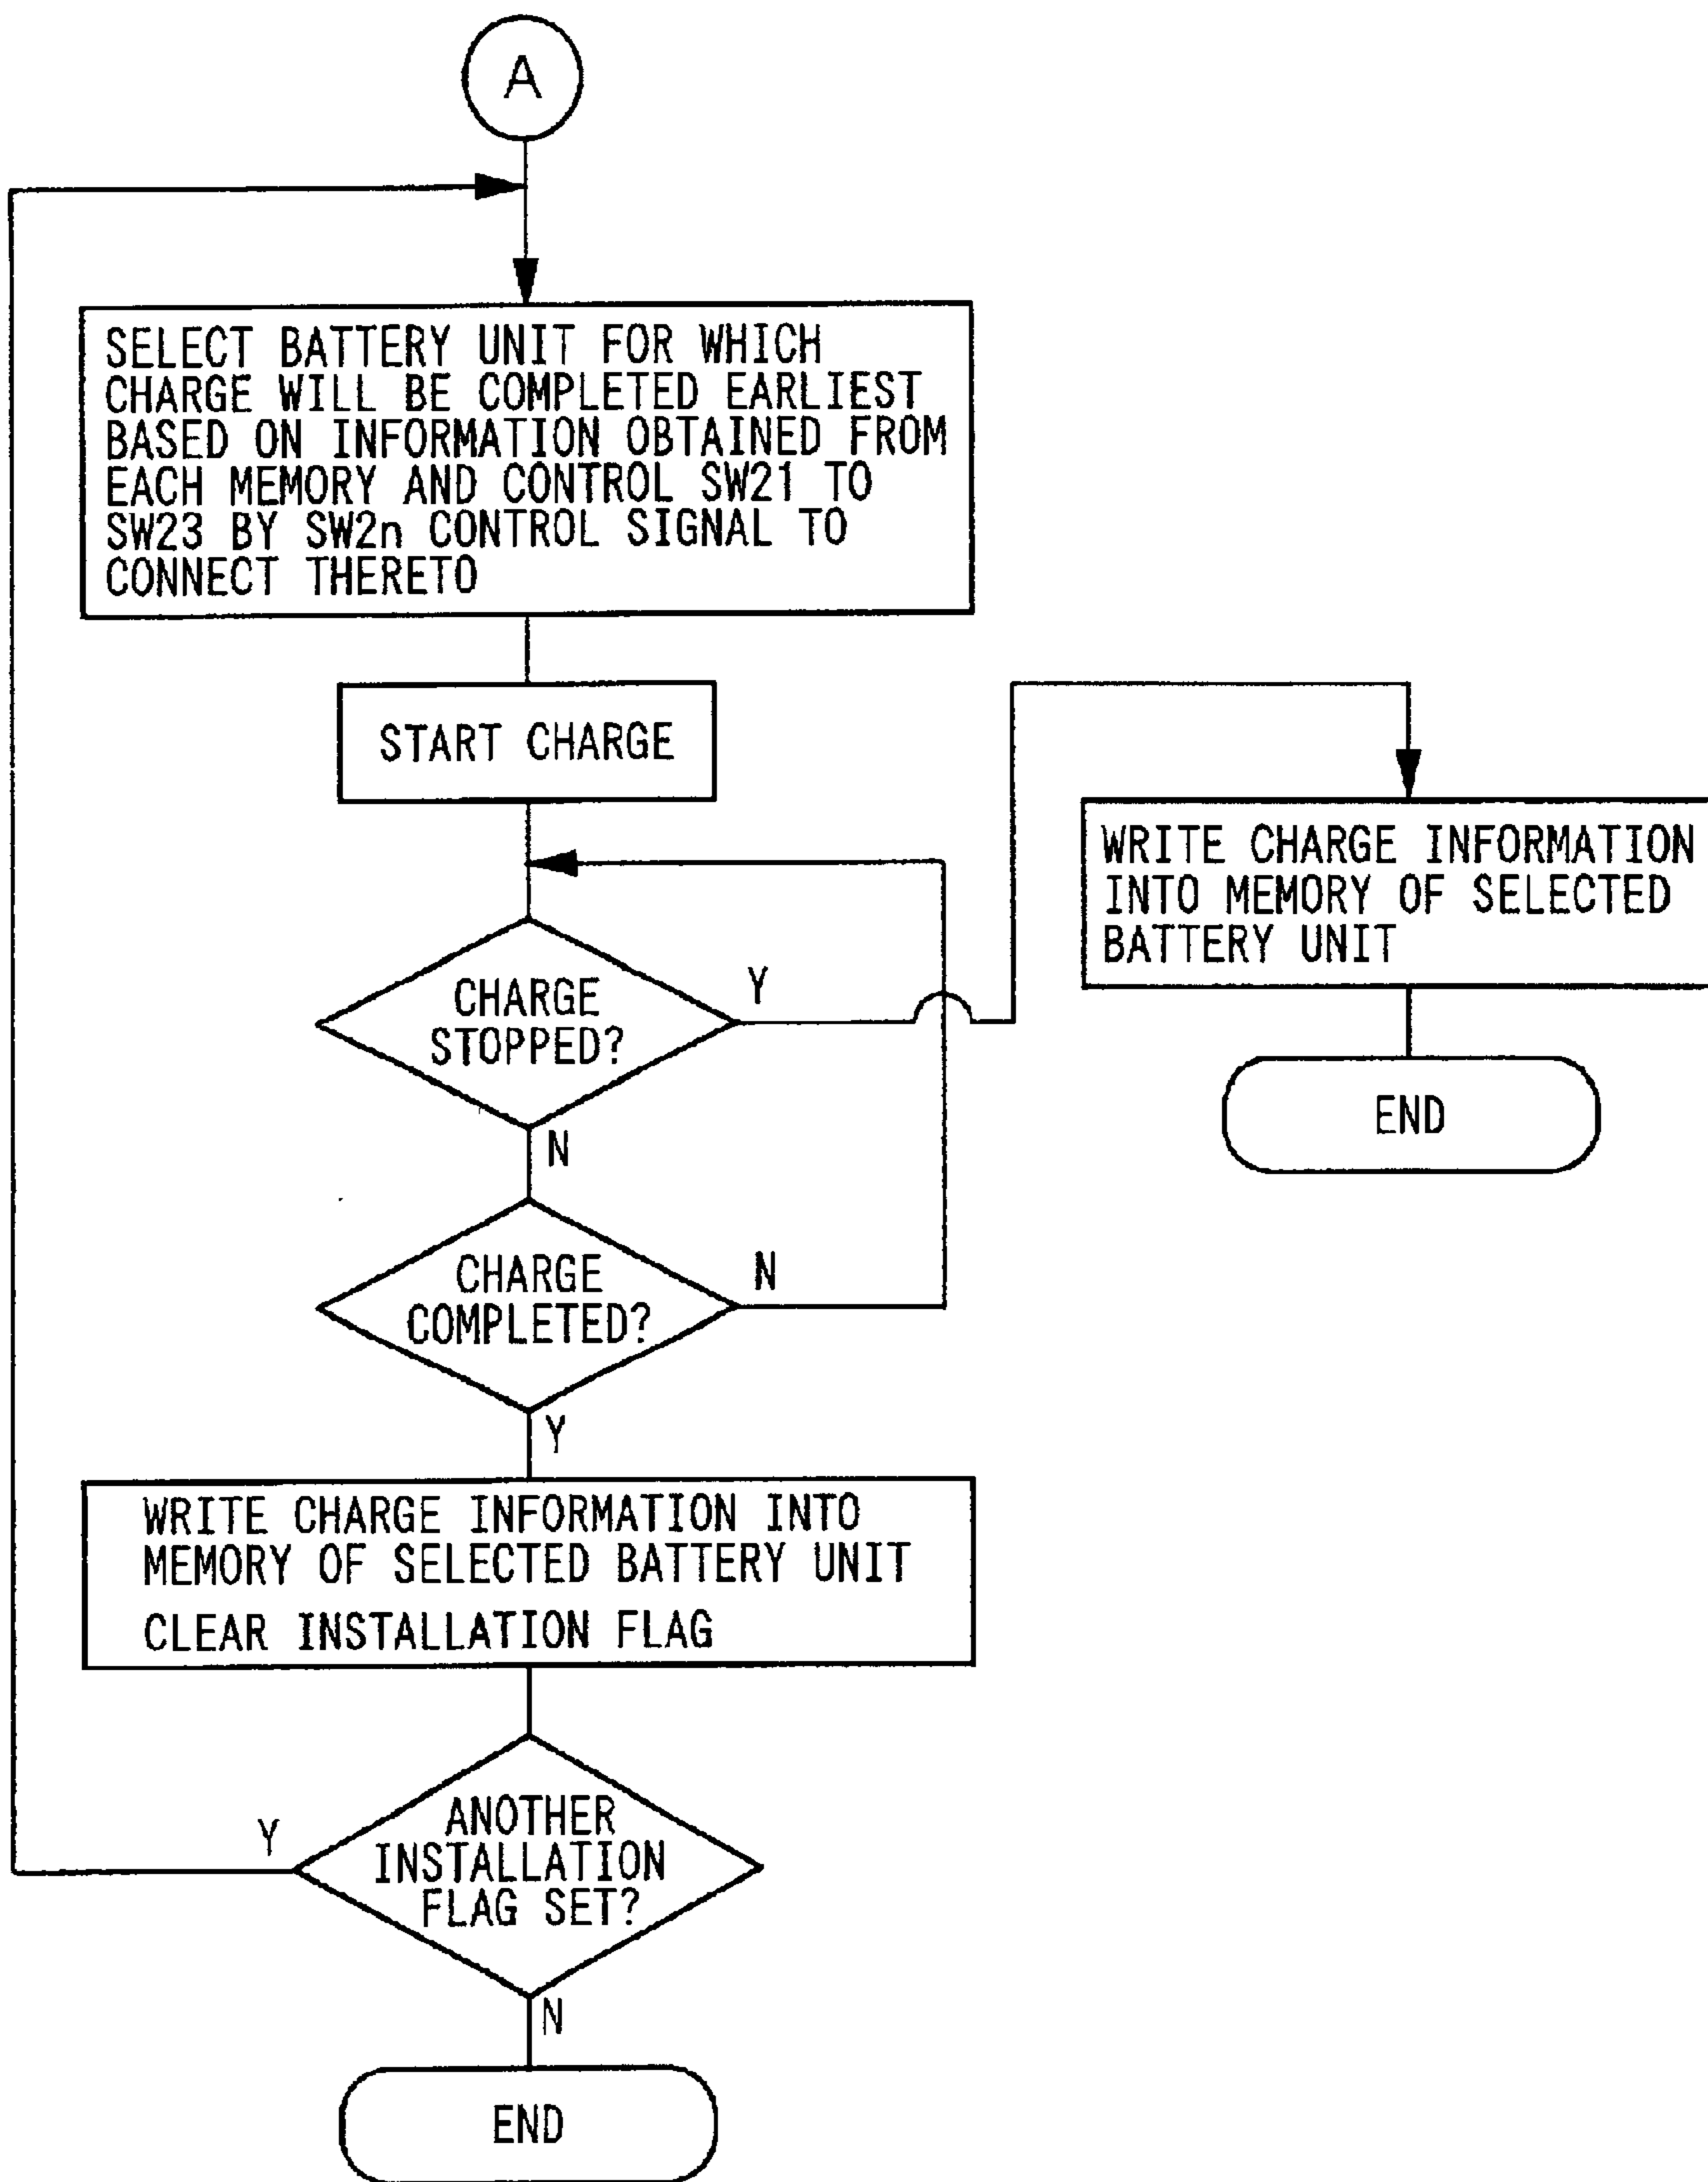 A
SELECT BATTERY UNIT FOR WHICH
CHARGE WILL BE COMPLETED EARLIEST
BASED ON INFORMATION OBTAINED FROM
EACH MEMORY AND CONTROL SW21 TO
SW23 BY SW2n CONTROL SIGNAL TO
CONNECT THERETO
START CHARGE
CHARGE
STOPPED?
Y
N
WRITE CHARGE INFORMATION
INTO MEMORY OF SELECTED
BATTERY UNIT
END
CHARGE
COMPLETED?
N
Y
WRITE CHARGE INFORMATION INTO
MEMORY OF SELECTED BATTERY UNIT
CLEAR INSTALLATION FLAG
ANOTHER
INSTALLATION
FLAG SET?
Y
N
END